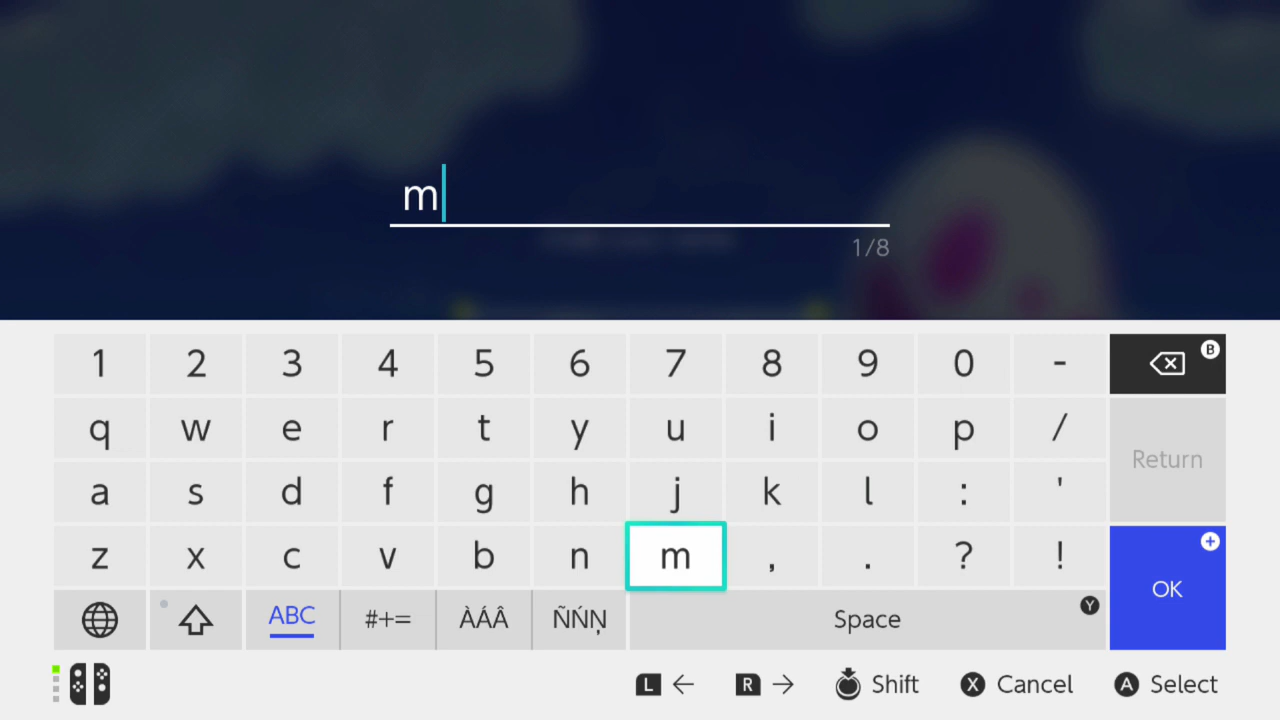 m
1/8
1 2 3 4 5 6 7 8 9 0 - B
q w e r t y u i o p / Return
a s d f g h j k l : '
z x c v b n m , . ? ! + OK
ABC #+= ÀÁÂ ÑŃŅ Space Y
L ← R → Shift X Cancel A Select